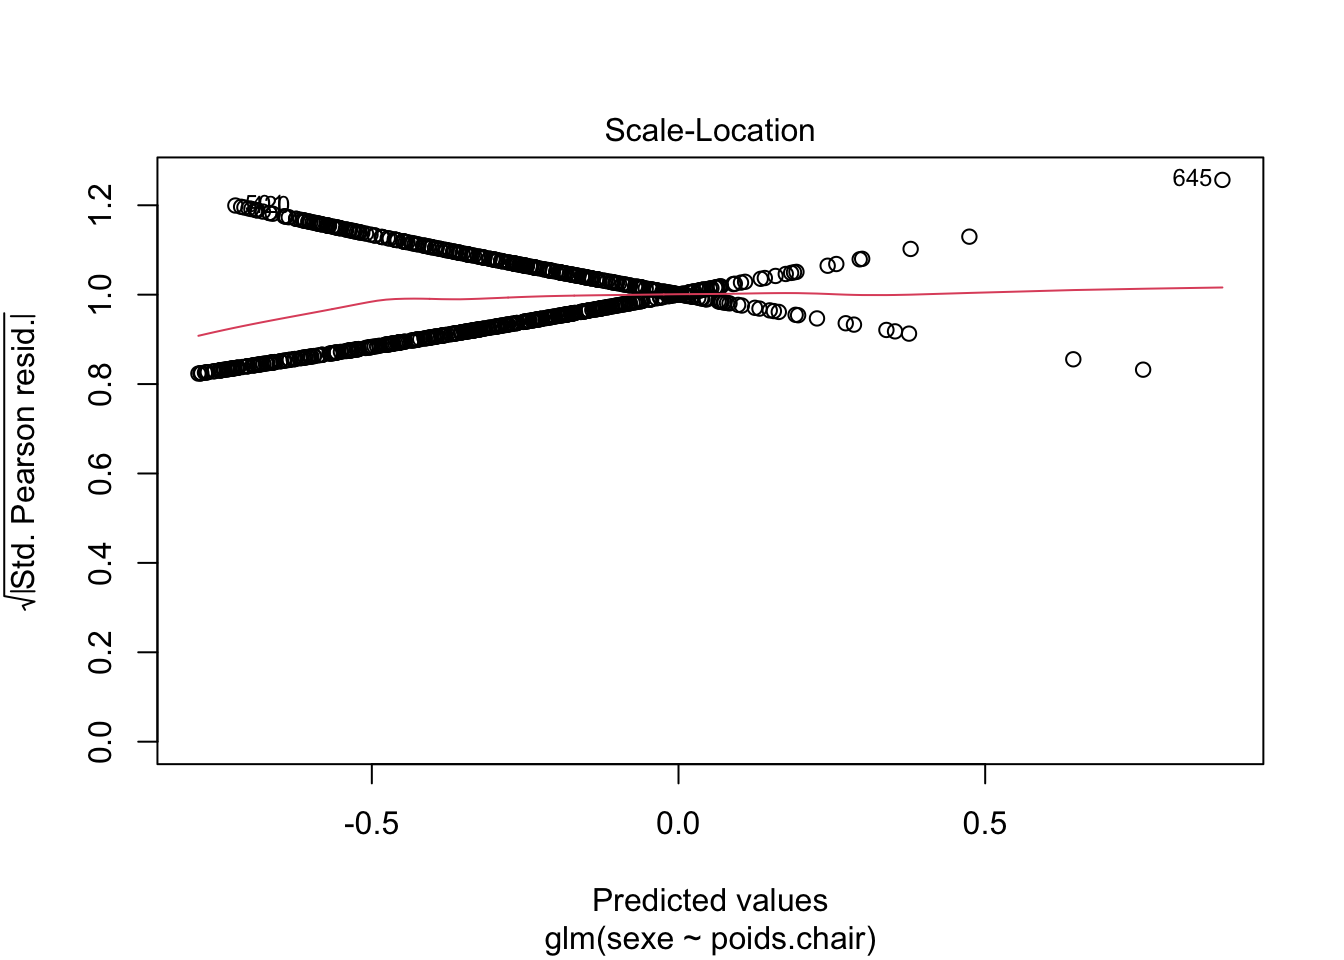 Scale-Location
√|Std. Pearson resid.|
1.2
1.0
0.8
0.6
0.4
0.2
0.0
645
-0.5
0.0
0.5
Predicted values
glm(sexe ~ poids.chair)